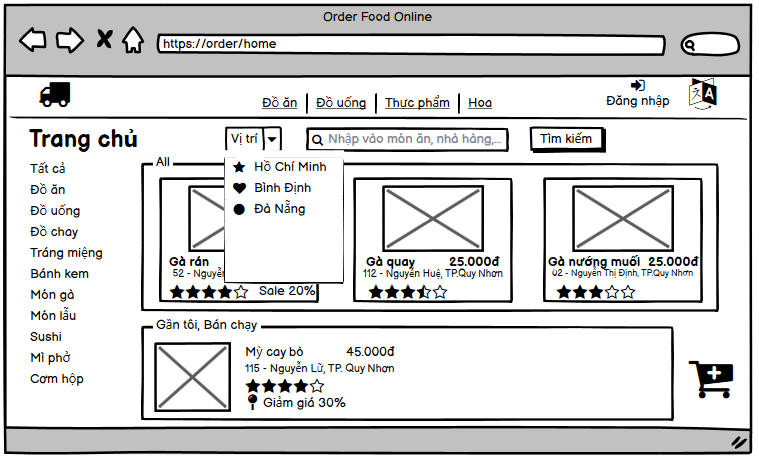 Order Food Online
https://order/home
Đồ ăn Đồ uống Thực phẩm Hoa
Đăng nhập
Trang chủ
Vị trí
Nhập vào món ăn, nhà hàng,...
Tìm kiếm
Hồ Chí Minh
Bình Định
Đà Nẵng
Tất cả
Đồ ăn
Đồ uống
Đồ chay
Tráng miệng
Bánh kem
Món gà
Món lẩu
Sushi
Mì phở
Cơm hộp
All
Gà rán
52 - Nguyễn
Sale 20%
Gà quay 25.000đ
112 - Nguyễn Huệ, TP.Quy Nhơn
Gà nướng muối 25.000đ
02 - Nguyễn Thị Định, TP.Quy Nhơn
Gần tôi, Bán chạy
Mỳ cay bò 45.000đ
115 - Nguyễn Lữ, TP. Quy Nhơn
Giảm giá 30%